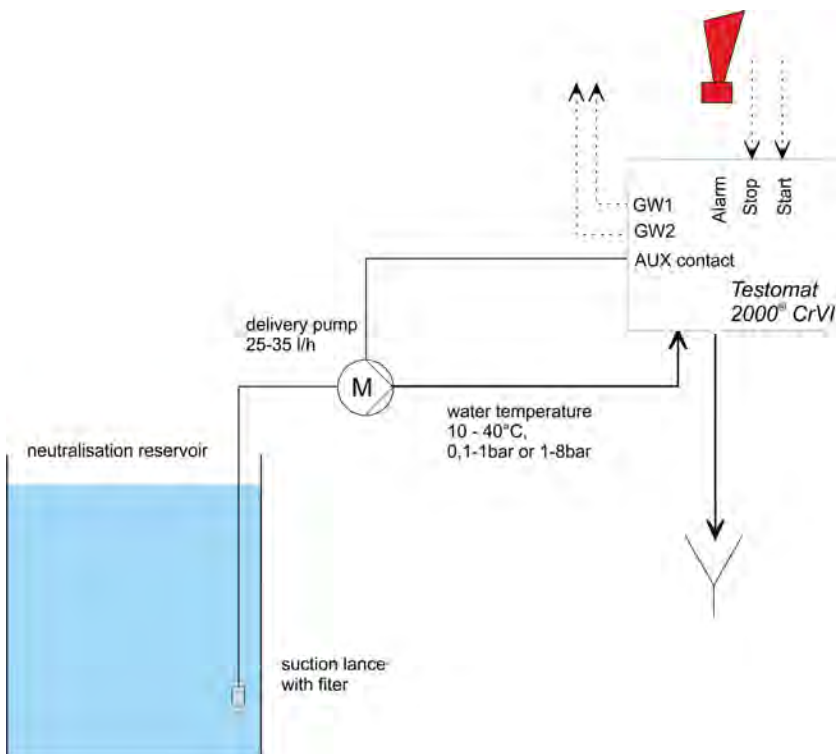 Alarm
Stop
Start
GW1
GW2
AUX contact
Testomat
2000® CrVI
delivery pump
25-35 l/h
M
water temperature
10 - 40°C,
0,1-1bar or 1-8bar
neutralisation reservoir
suction lance
with fiter